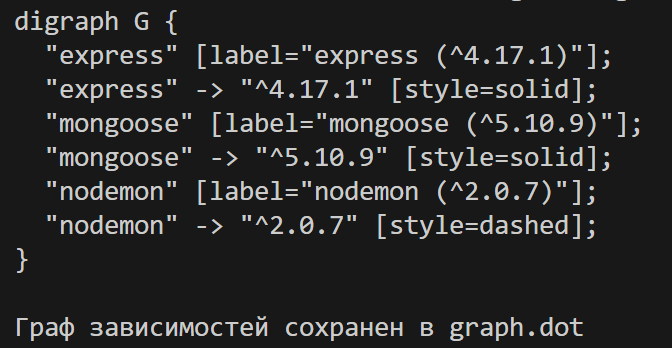 digraph G {
  "express" [label="express (^4.17.1)"];
  "express" -> "^4.17.1" [style=solid];
  "mongoose" [label="mongoose (^5.10.9)"];
  "mongoose" -> "^5.10.9" [style=solid];
  "nodemon" [label="nodemon (^2.0.7)"];
  "nodemon" -> "^2.0.7" [style=dashed];
}
Граф зависимостей сохранен в graph.dot